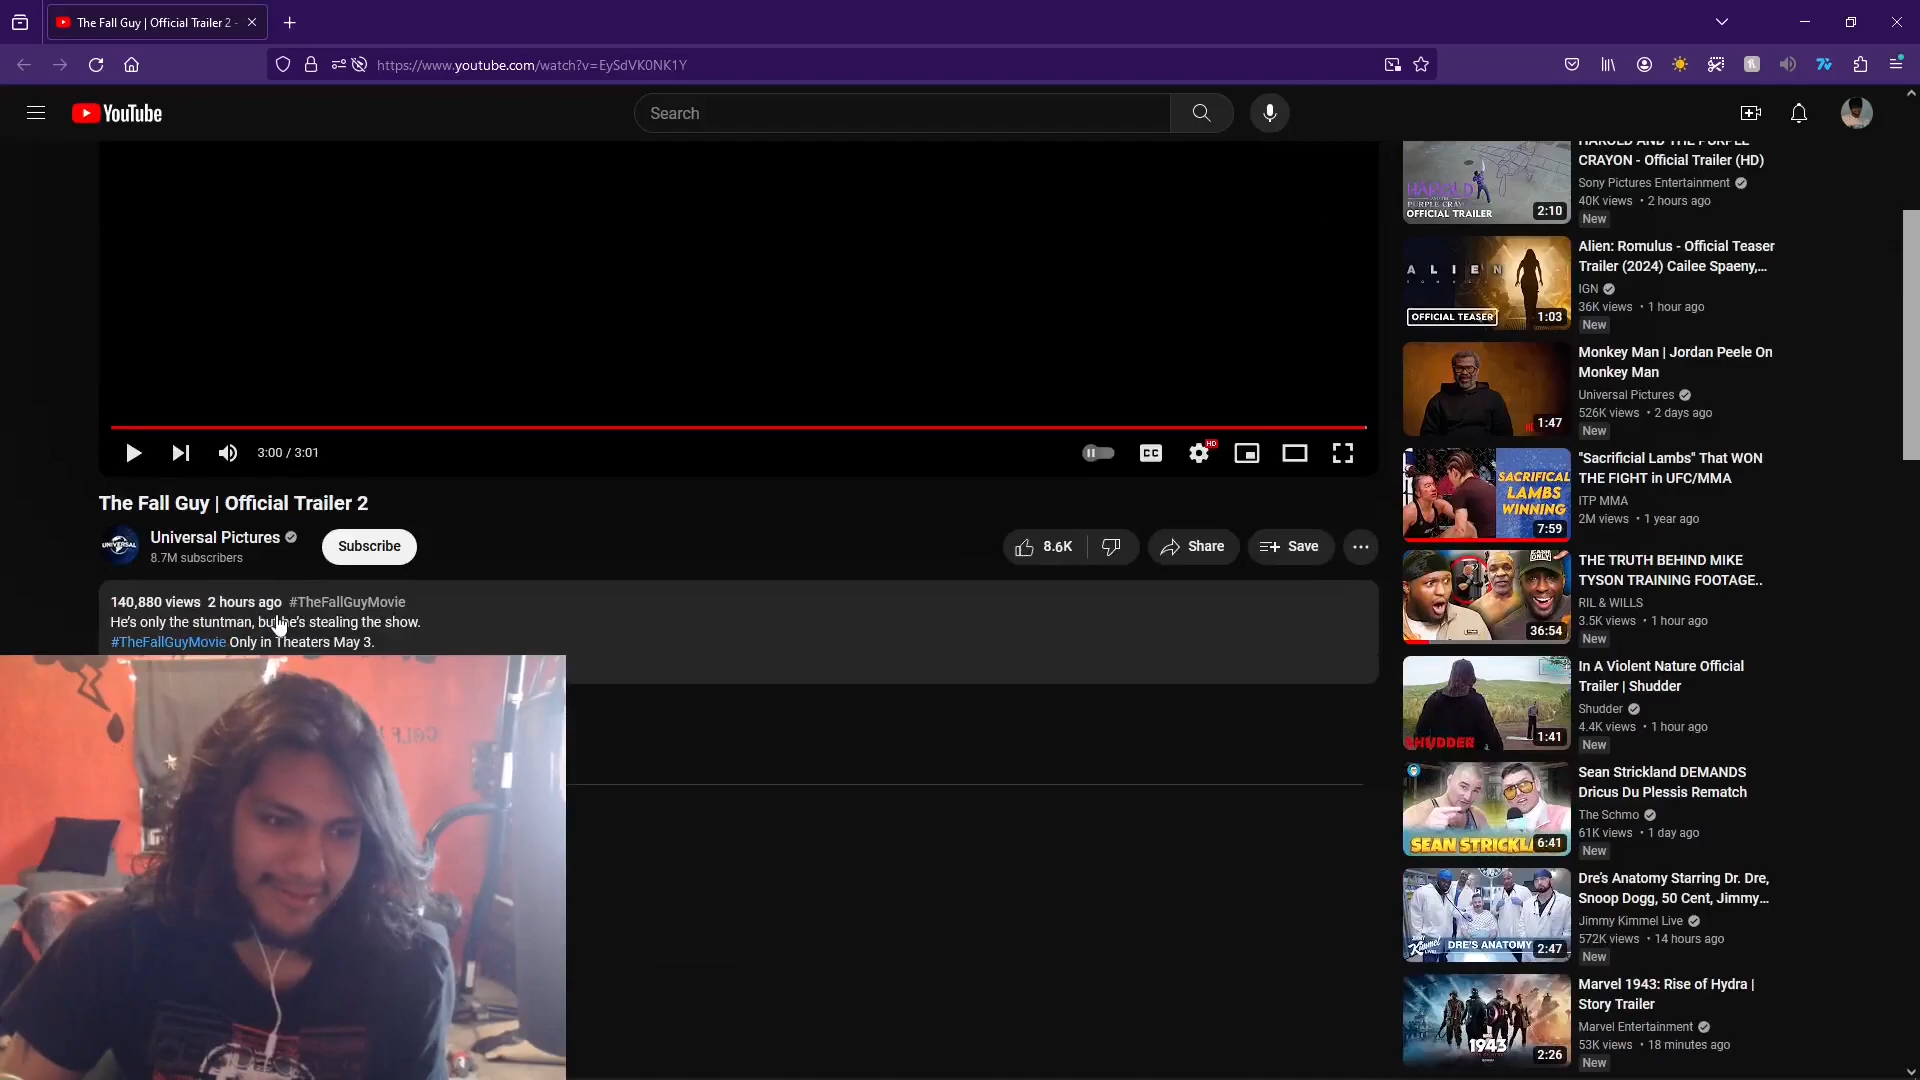 The Fall Guy | Official Trailer 2 -
https://www.youtube.com/watch?v=EySdVK0NK1Y
YouTube
Search
3:00 / 3:01
CC
HD
The Fall Guy | Official Trailer 2
UNIVERSAL
Universal Pictures
8.7M subscribers
Subscribe
8.6K
Share
Save
140,880 views 2 hours ago #TheFallGuyMovie
He's only the stuntman, but he's stealing the show.
#TheFallGuyMovie Only in Theaters May 3.
HAROLD AND THE PURPLE
CRAYON - Official Trailer (HD)
Sony Pictures Entertainment
40K views • 2 hours ago
New
HAROLD
PURPLE CRAY
OFFICIAL TRAILER
2:10
Alien: Romulus - Official Teaser
Trailer (2024) Cailee Spaeny,...
IGN
36K views • 1 hour ago
New
ALIEN
OFFICIAL TEASER
1:03
Monkey Man | Jordan Peele On
Monkey Man
Universal Pictures
526K views • 2 days ago
New
1:47
"Sacrificial Lambs" That WON
THE FIGHT in UFC/MMA
ITP MMA
2M views • 1 year ago
SACRIFICAL
LAMBS
WINNING
7:59
THE TRUTH BEHIND MIKE
TYSON TRAINING FOOTAGE..
RIL & WILLS
3.5K views • 1 hour ago
New
36:54
In A Violent Nature Official
Trailer | Shudder
Shudder
4.4K views • 1 hour ago
New
SHUDDER
1:41
Sean Strickland DEMANDS
Dricus Du Plessis Rematch
The Schmo
61K views • 1 day ago
New
SEAN STRICKL
6:41
Dre's Anatomy Starring Dr. Dre,
Snoop Dogg, 50 Cent, Jimmy...
Jimmy Kimmel Live
572K views • 14 hours ago
New
DRE'S ANATOMY
2:47
Marvel 1943: Rise of Hydra |
Story Trailer
Marvel Entertainment
53K views • 18 minutes ago
New
1943
2:26